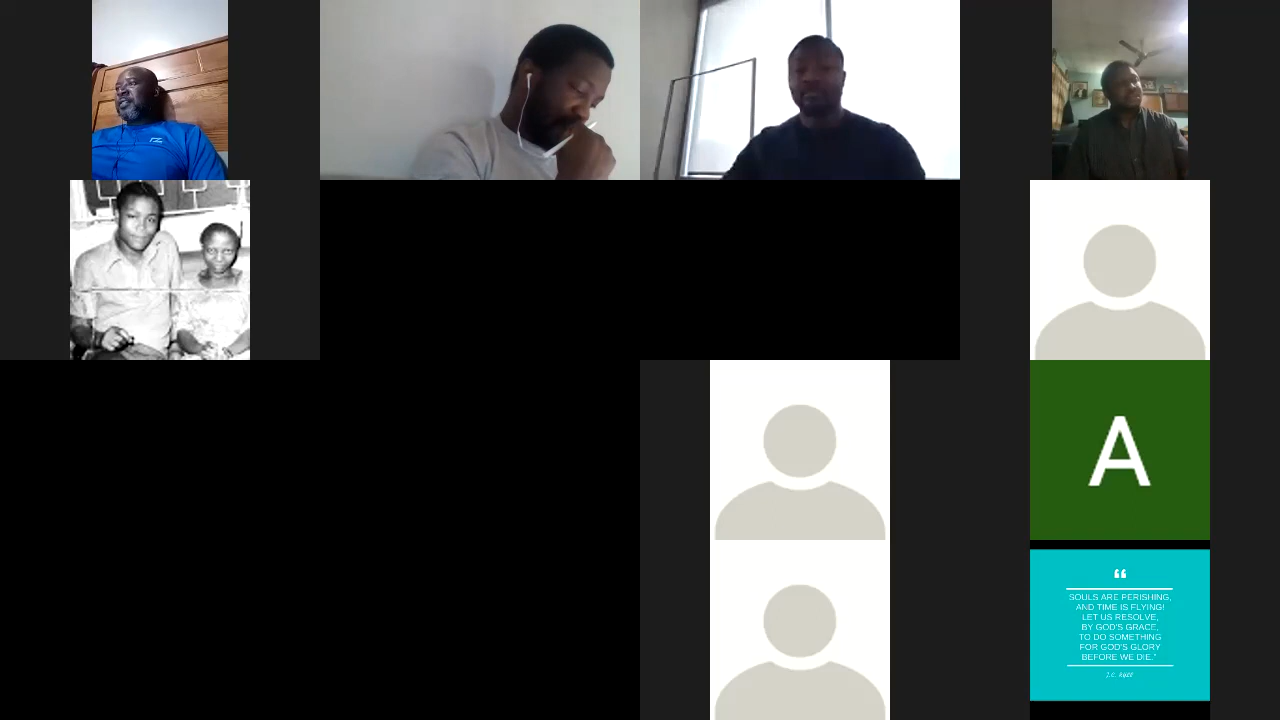 A
“
SOULS ARE PERISHING,
AND TIME IS FLYING!
LET US RESOLVE,
BY GOD'S GRACE,
TO DO SOMETHING
FOR GOD'S GLORY
BEFORE WE DIE."
J.C. RYLE